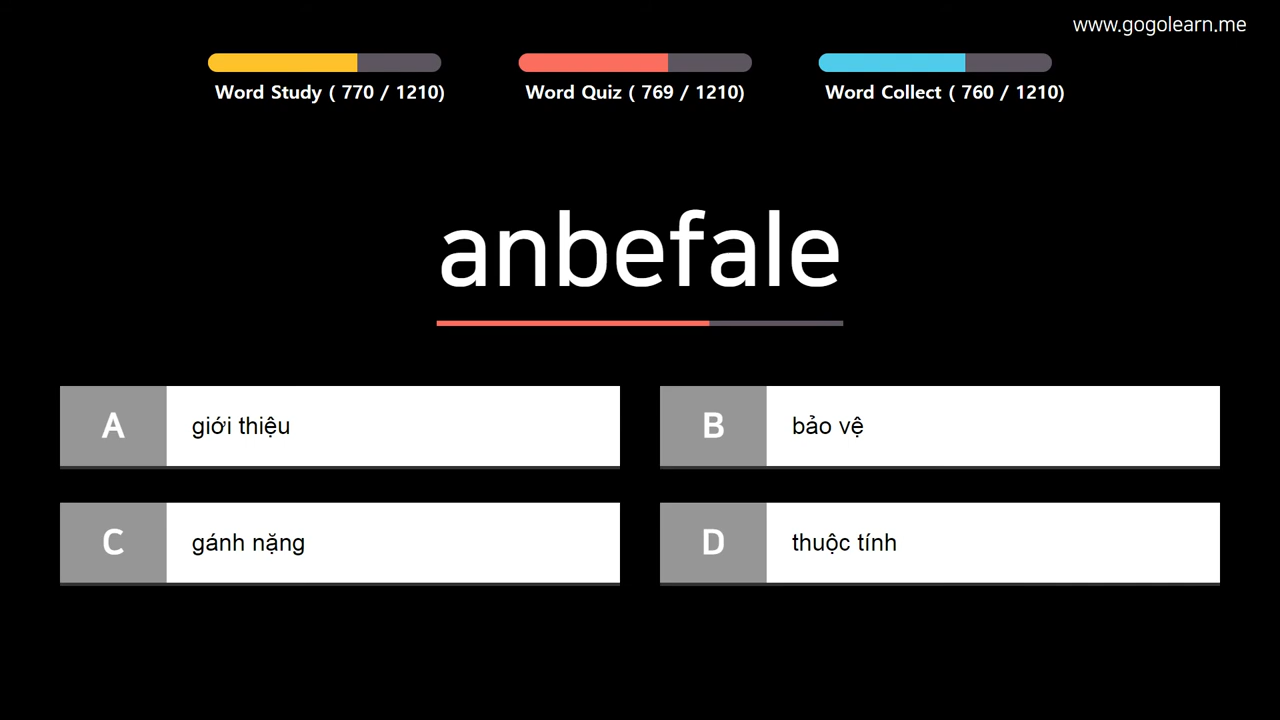 www.gogolearn.me
Word Study ( 770 / 1210)
Word Quiz ( 769 / 1210)
Word Collect ( 760 / 1210)
anbefale
A giới thiệu
B bảo vệ
C gánh nặng
D thuộc tính